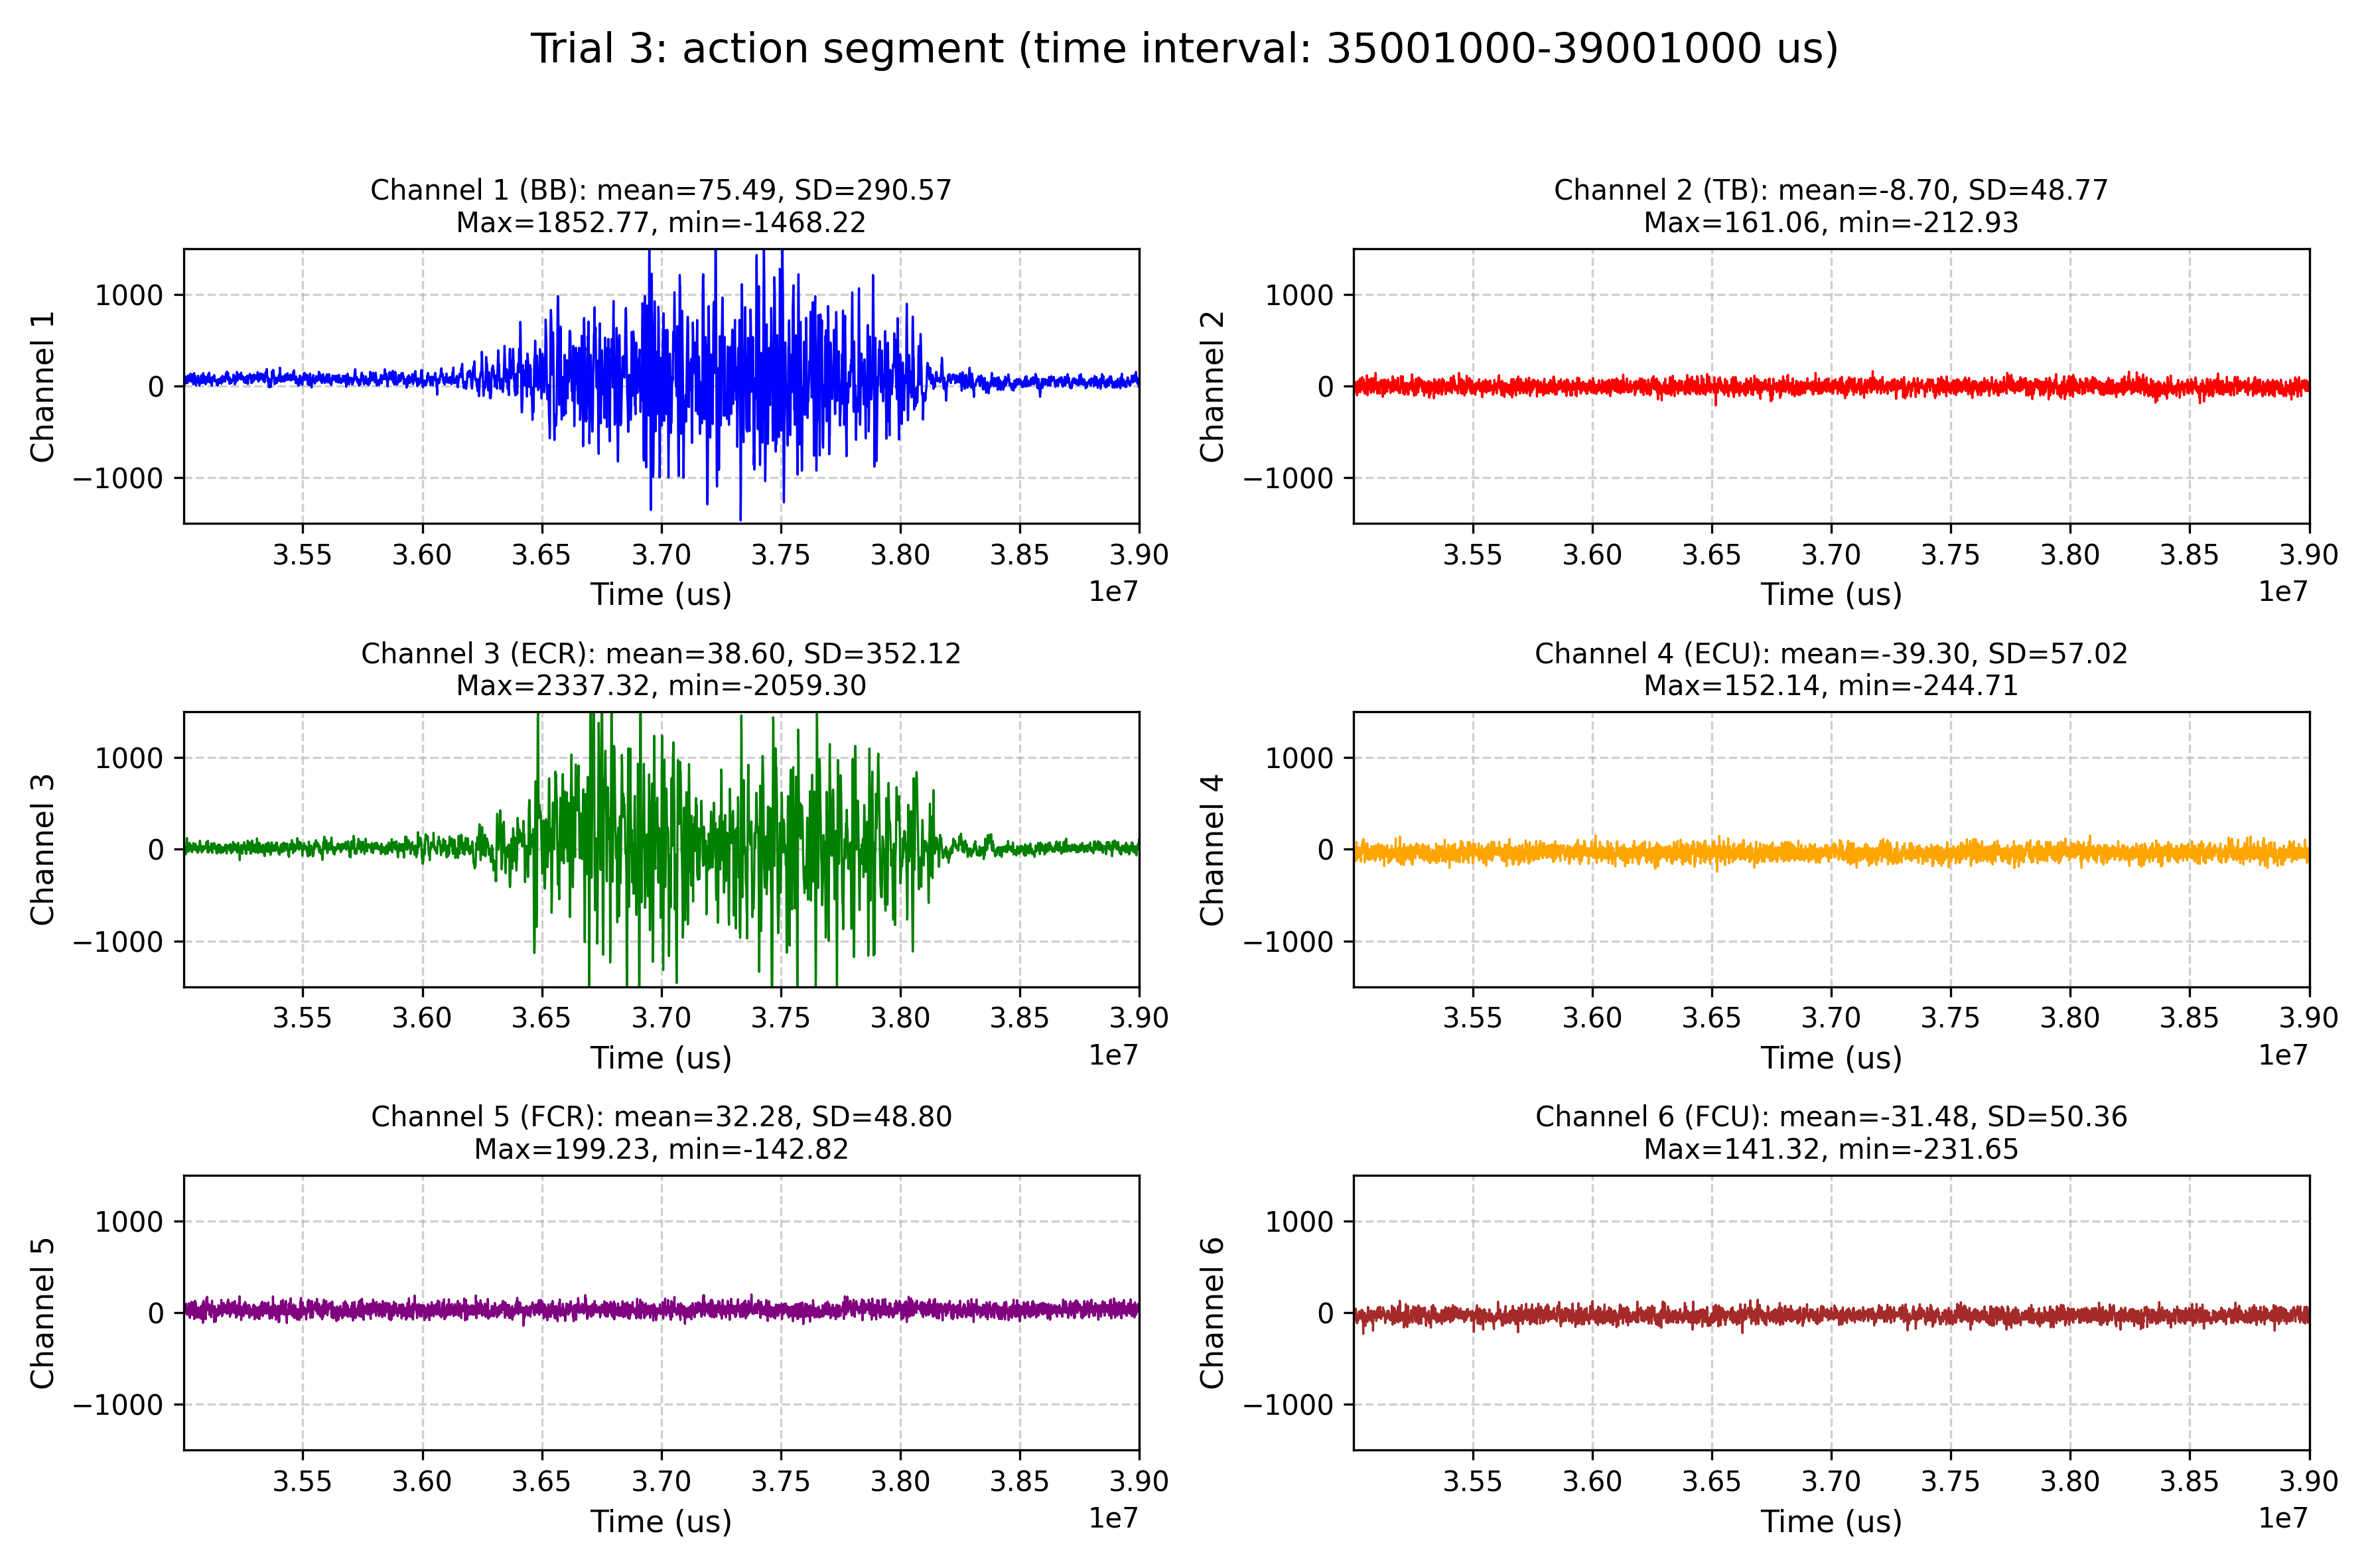 Trial 3: action segment (time interval: 35001000-39001000 us)
Channel 1 (BB): mean=75.49, SD=290.57
Max=1852.77, min=-1468.22
Channel 1
1000
0
−1000
3.55 3.60 3.65 3.70 3.75 3.80 3.85 3.90
1e7
Time (us)
Channel 2 (TB): mean=-8.70, SD=48.77
Max=161.06, min=-212.93
Channel 2
1000
0
−1000
3.55 3.60 3.65 3.70 3.75 3.80 3.85 3.90
1e7
Time (us)
Channel 3 (ECR): mean=38.60, SD=352.12
Max=2337.32, min=-2059.30
Channel 3
1000
0
−1000
3.55 3.60 3.65 3.70 3.75 3.80 3.85 3.90
1e7
Time (us)
Channel 4 (ECU): mean=-39.30, SD=57.02
Max=152.14, min=-244.71
Channel 4
1000
0
−1000
3.55 3.60 3.65 3.70 3.75 3.80 3.85 3.90
1e7
Time (us)
Channel 5 (FCR): mean=32.28, SD=48.80
Max=199.23, min=-142.82
Channel 5
1000
0
−1000
3.55 3.60 3.65 3.70 3.75 3.80 3.85 3.90
1e7
Time (us)
Channel 6 (FCU): mean=-31.48, SD=50.36
Max=141.32, min=-231.65
Channel 6
1000
0
−1000
3.55 3.60 3.65 3.70 3.75 3.80 3.85 3.90
1e7
Time (us)